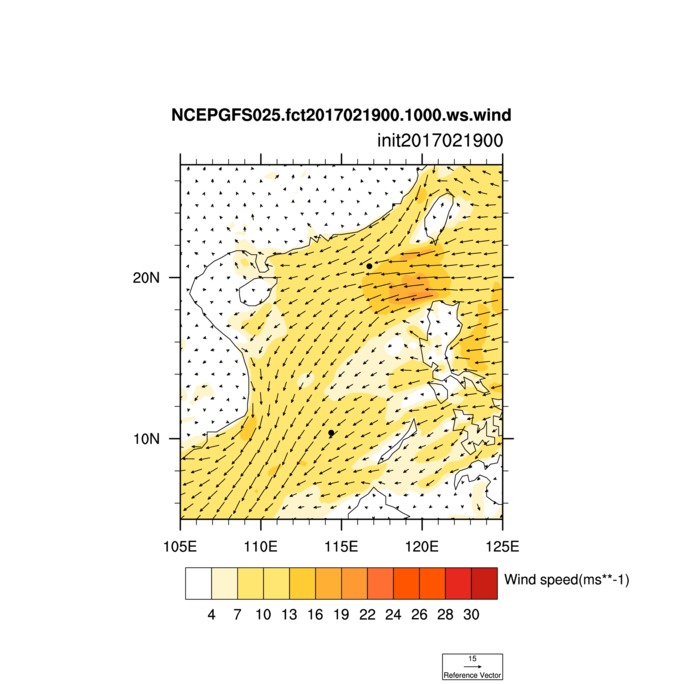 NCEPGFS025.fct2017021900.1000.ws.wind
init2017021900
20N
10N
105E 110E 115E 120E 125E
4 7 10 13 16 19 22 24 26 28 30
Wind speed(ms**-1)
15
Reference Vector